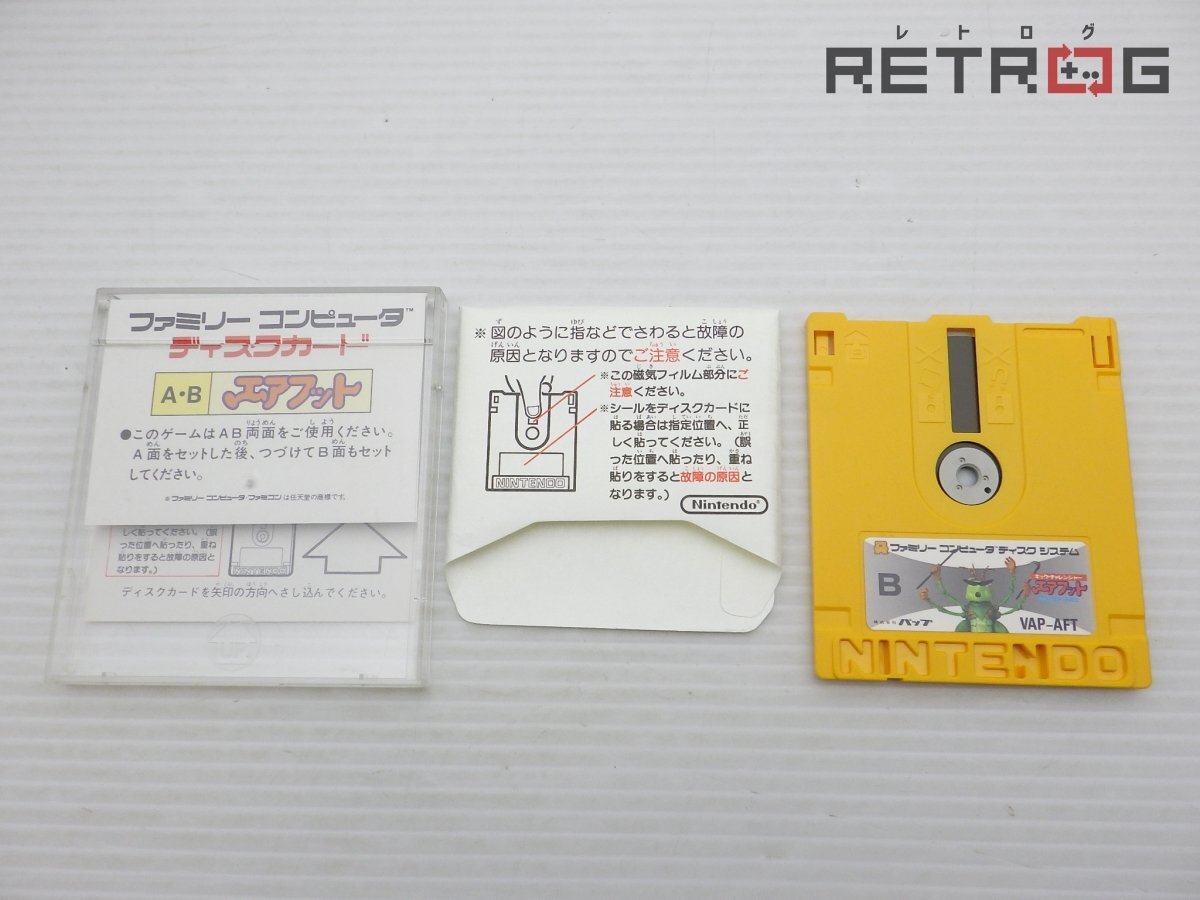 レトログ
RETROG
ファミリー コンピュータ™
ディスクカード
A・B エアフット
●このゲームはＡＢ両面をご使用ください。
Ａ面をセットした後、つづけてＢ面もセット
してください。
※ファミリー コンピュータ・ファミコンは任天堂の商標です。
しく貼ってください。(誤
った位置へ貼ったり、重ね
貼りをすると故障の原因と
なります。)
ディスクカードを矢印の方向へさし込んでください。
※ 図のように指などでさわると故障の
原因となりますのでご注意ください。
※この磁気フィルム部分にご
注意ください。
※シールをディスクカードに
貼る場合は指定位置へ、正
しく貼ってください。(誤
った位置へ貼ったり、重ね
貼りをすると故障の原因と
なります。)
NINTENDO
Nintendo®
ファミリー コンピュータ ディスク システム
B
キック・チャレンジャー
エアフット
株式会社 バップ
VAP-AFT
NINTENDO